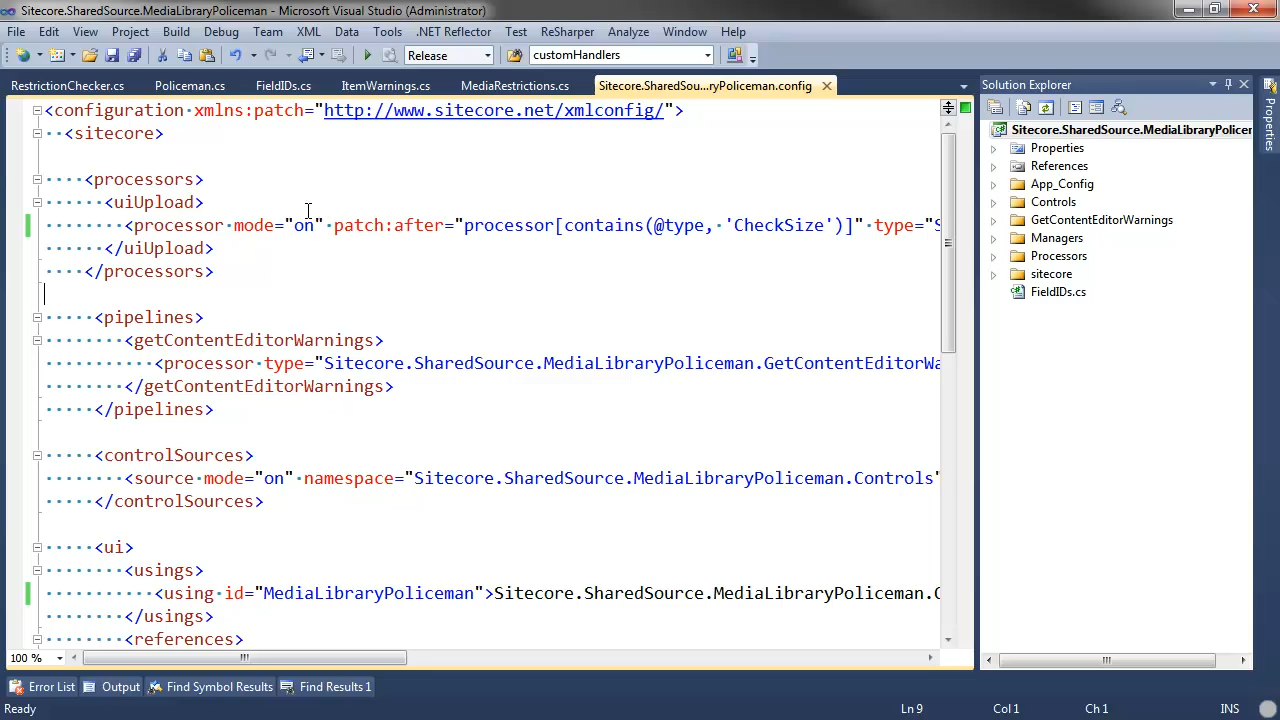 Sitecore.SharedSource.MediaLibraryPoliceman - Microsoft Visual Studio (Administrator)
File Edit View Project Build Debug Team XML Data Tools .NET Reflector Test ReSharper Analyze Window Help
Release customHandlers
RestrictionChecker.cs Policeman.cs FieldIDs.cs ItemWarnings.cs MediaRestrictions.cs Sitecore.SharedSou...ryPoliceman.config
<configuration xmlns:patch="http://www.sitecore.net/xmlconfig/">
<sitecore>
<processors>
<uiUpload>
<processor mode="on" patch:after="processor[contains(@type, 'CheckSize')]" type="S
</uiUpload>
</processors>
<pipelines>
<getContentEditorWarnings>
<processor type="Sitecore.SharedSource.MediaLibraryPoliceman.GetContentEditorWa
</getContentEditorWarnings>
</pipelines>
<controlSources>
<source mode="on" namespace="Sitecore.SharedSource.MediaLibraryPoliceman.Controls"
</controlSources>
<ui>
<usings>
<using id="MediaLibraryPoliceman">Sitecore.SharedSource.MediaLibraryPoliceman.C
</usings>
<references>
100 %
Solution Explorer
Sitecore.SharedSource.MediaLibraryPolicem
Properties
References
App_Config
Controls
GetContentEditorWarnings
Managers
Processors
sitecore
FieldIDs.cs
Properties
Error List Output Find Symbol Results Find Results 1
Ready Ln 9 Col 1 Ch 1 INS